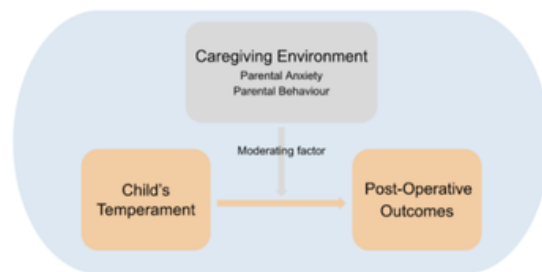 Caregiving Environment
Parental Anxiety
Parental Behaviour
Moderating factor
Child's
Temperament
Post-Operative
Outcomes